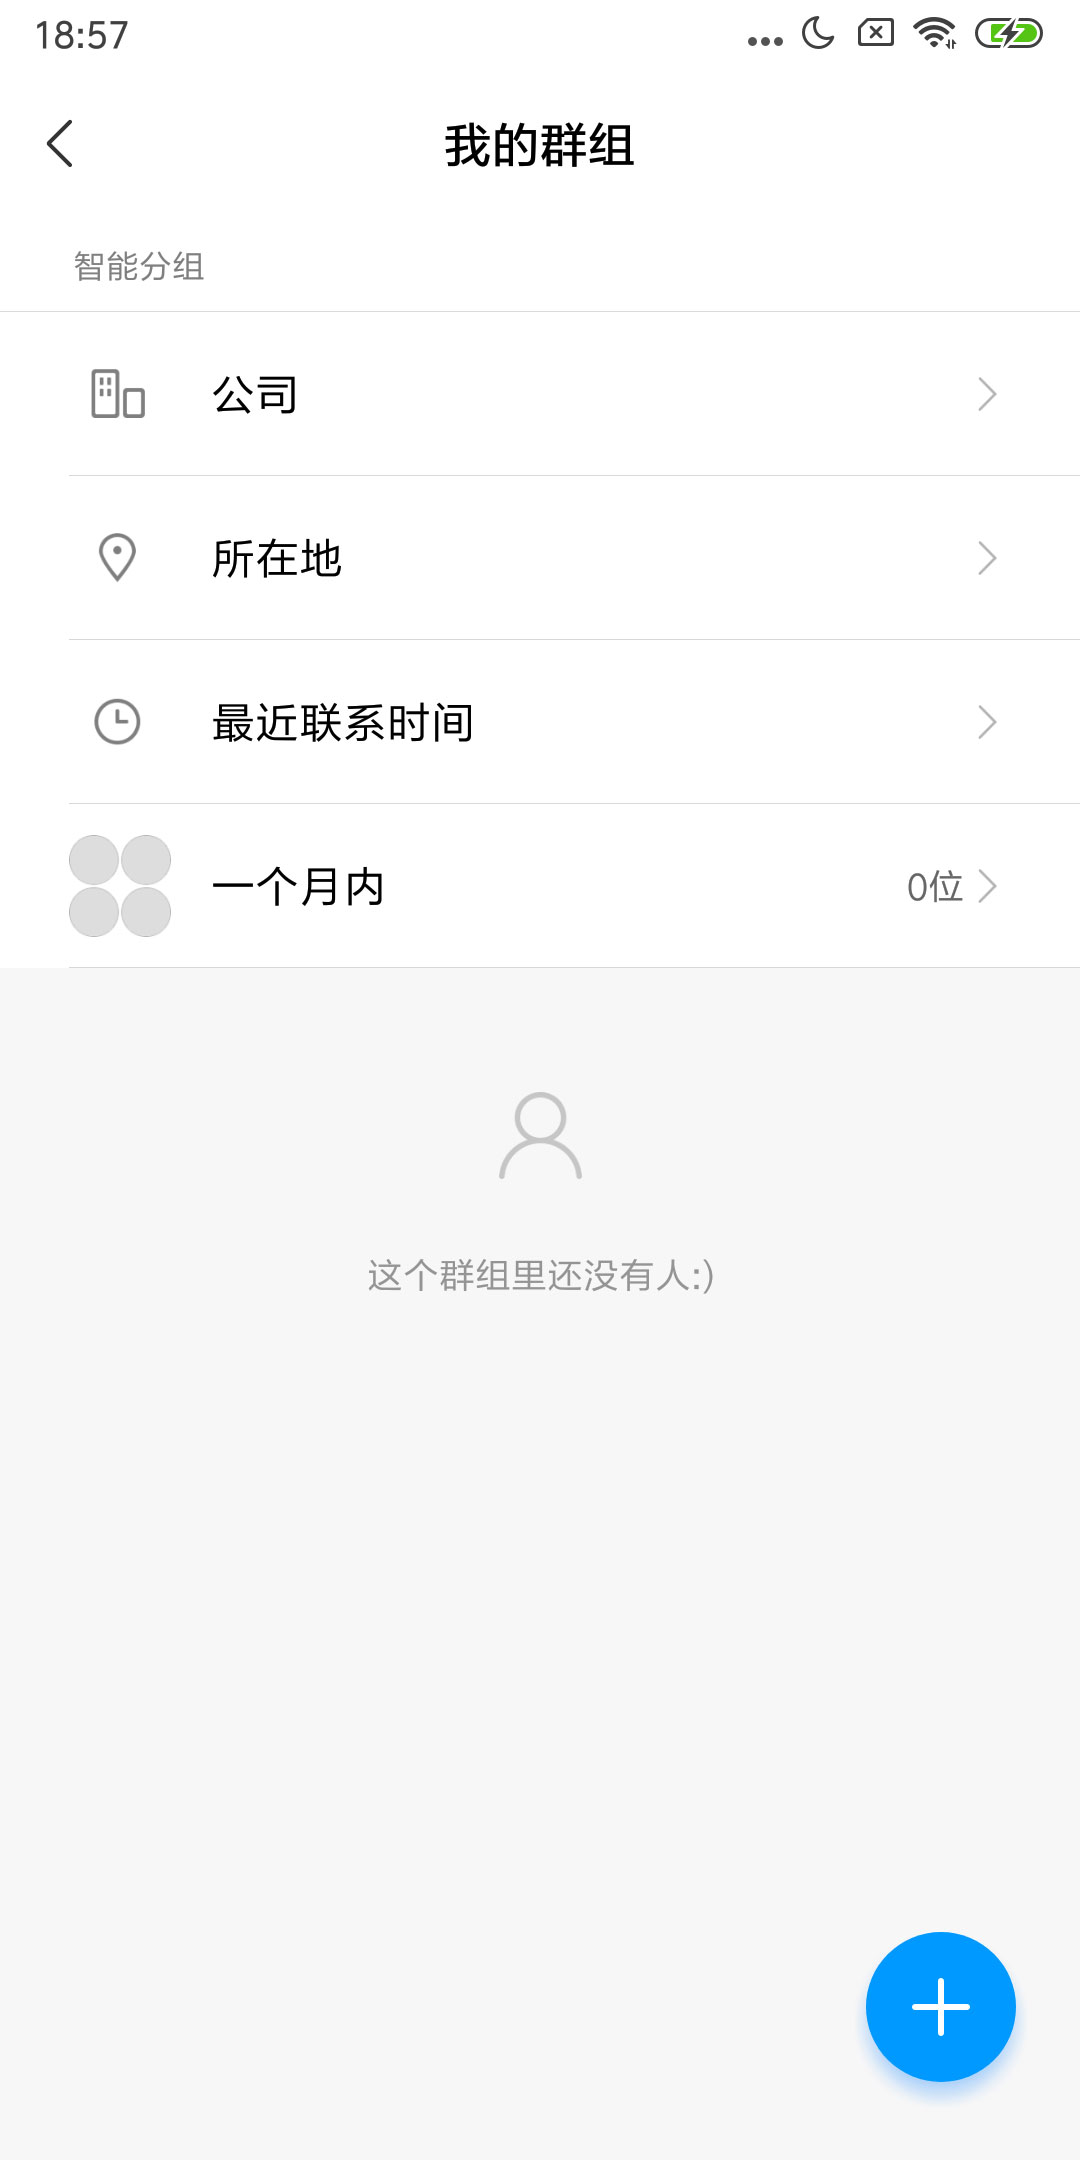 18:57
我的群组
智能分组
公司
所在地
最近联系时间
一个月内
0位
这个群组里还没有人:)